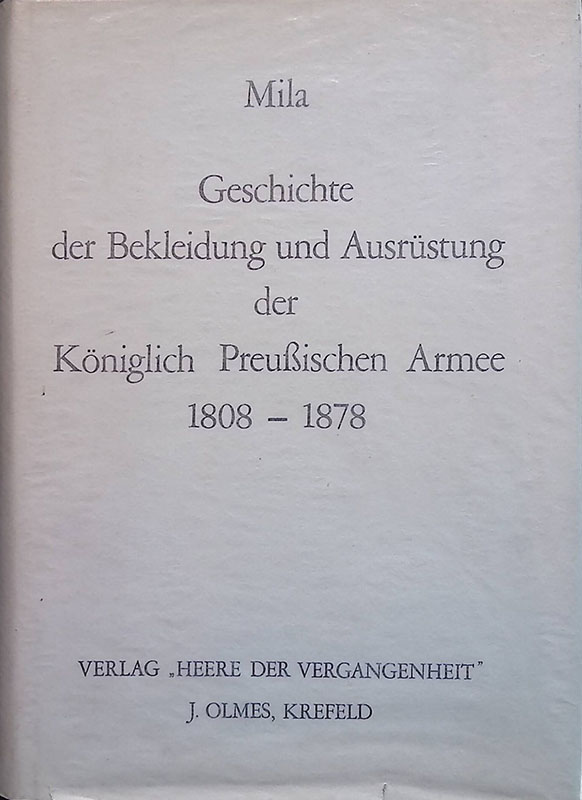 Mila
Geschichte
der Bekleidung und Ausrüstung
der
Königlich Preußischen Armee
1808 – 1878
VERLAG „HEERE DER VERGANGENHEIT”
J. OLMES, KREFELD